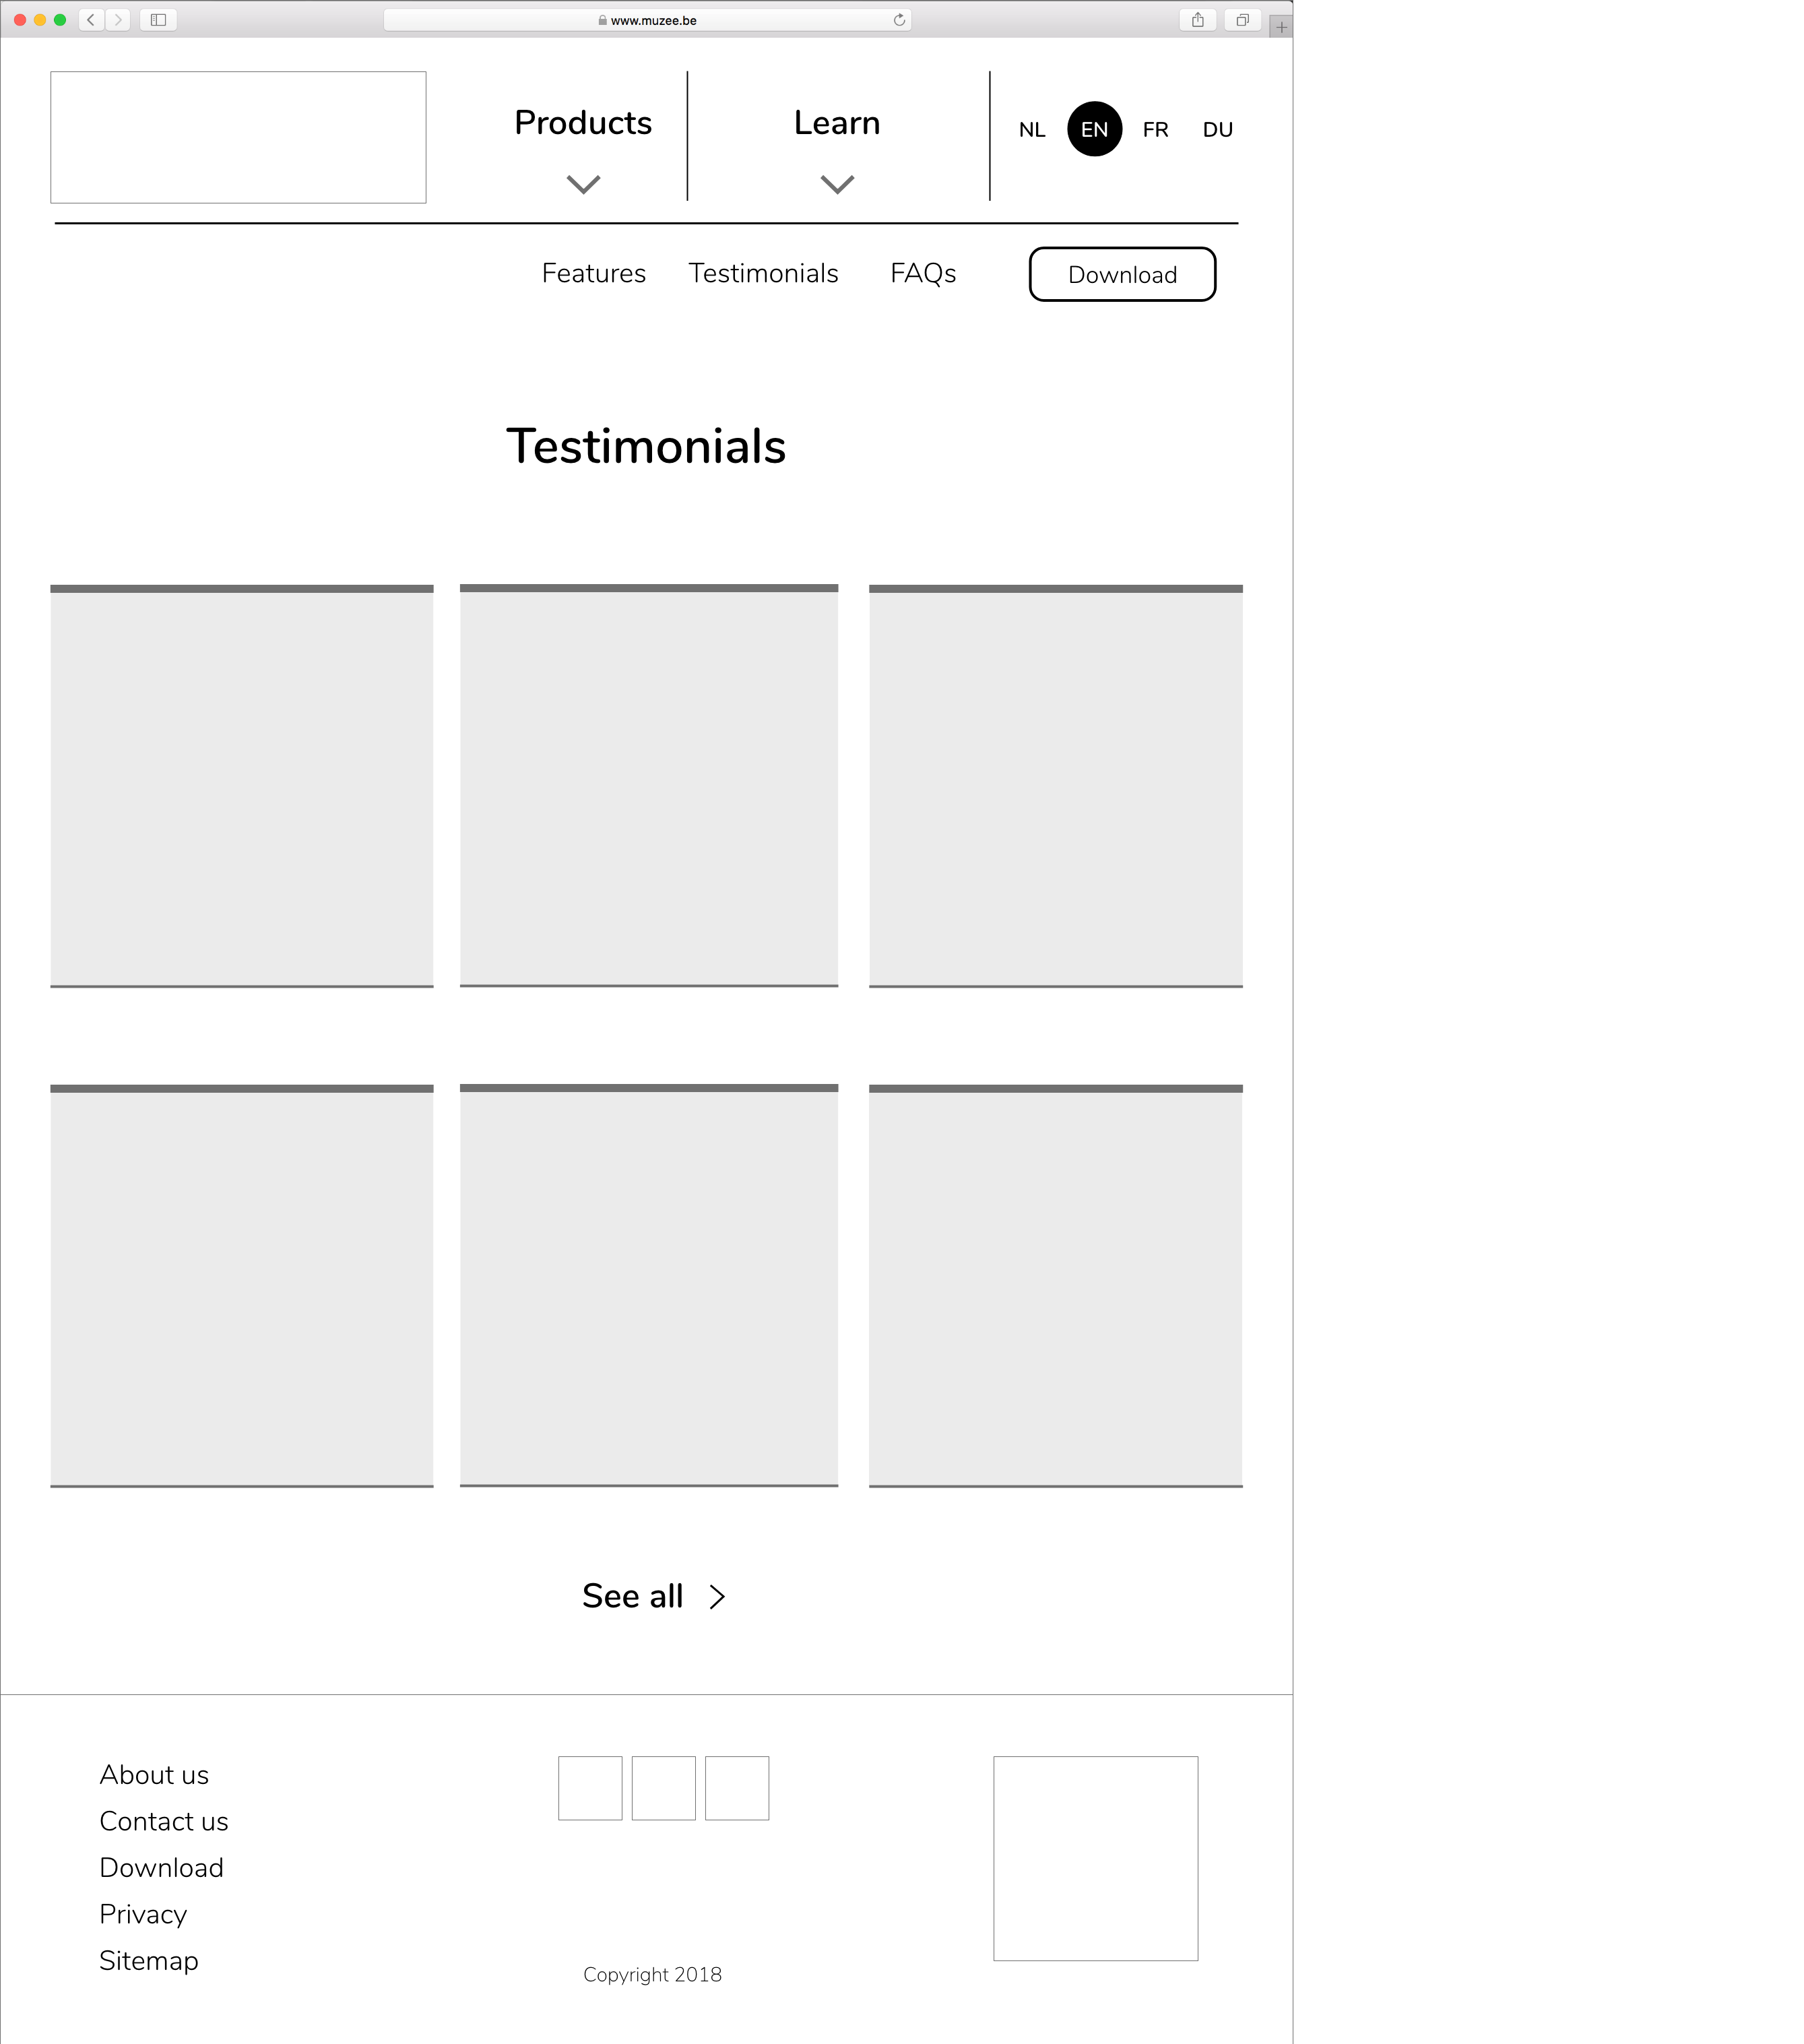 www.muzee.be
Products
Learn
NL EN FR DU
Features Testimonials FAQs Download
Testimonials
See all
About us
Contact us
Download
Privacy
Sitemap
Copyright 2018